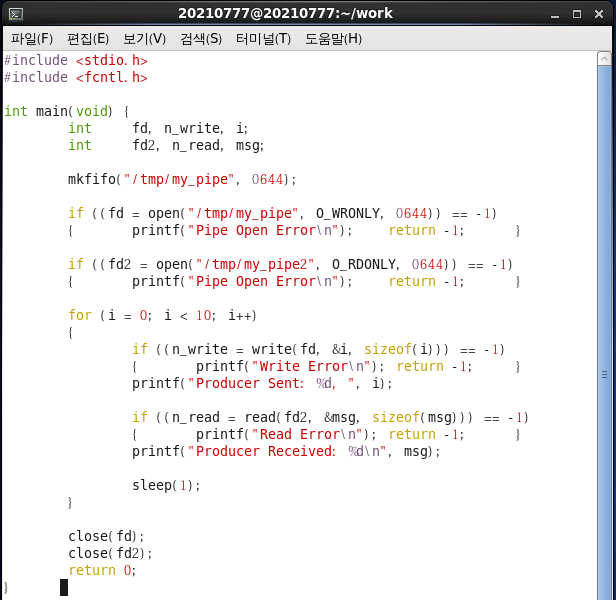 20210777@20210777:~/work
파일(F) 편집(E) 보기(V) 검색(S) 터미널(T) 도움말(H)
#include <stdio.h>
#include <fcntl.h>

int main(void) {
        int     fd, n_write, i;
        int     fd2, n_read, msg;

        mkfifo("/tmp/my_pipe", 0644);

        if ((fd = open("/tmp/my_pipe", O_WRONLY, 0644)) == -1)
        {       printf("Pipe Open Error\n");    return -1;      }

        if ((fd2 = open("/tmp/my_pipe2", O_RDONLY, 0644)) == -1)
        {       printf("Pipe Open Error\n");    return -1;      }

        for (i = 0; i < 10; i++)
        {
                if ((n_write = write(fd, &i, sizeof(i))) == -1)
                {       printf("Write Error\n"); return -1;     }
                printf("Producer Sent: %d, ", i);

                if ((n_read = read(fd2, &msg, sizeof(msg))) == -1)
                {       printf("Read Error\n"); return -1;      }
                printf("Producer Received: %d\n", msg);

                sleep(1);
        }

        close(fd);
        close(fd2);
        return 0;
}